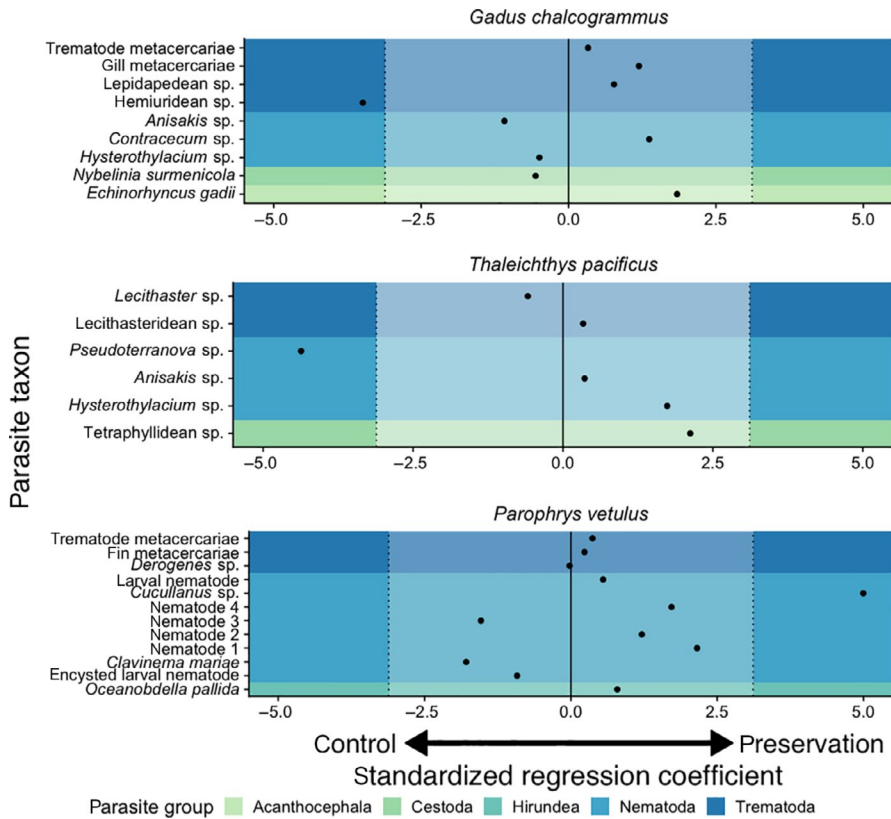 Gadus chalcogrammus
Trematode metacercariae
Gill metacercariae
Lepidapedean sp.
Hemiuridean sp.
Anisakis sp.
Contracecum sp.
Hysterothylacium sp.
Nybelinia surmenicola
Echinorhyncus gadii
−5.0 −2.5 0.0 2.5 5.0
Thaleichthys pacificus
Lecithaster sp.
Lecithasteridean sp.
Pseudoterranova sp.
Anisakis sp.
Hysterothylacium sp.
Tetraphyllidean sp.
−5.0 −2.5 0.0 2.5 5.0
Parasite taxon
Parophrys vetulus
Trematode metacercariae
Fin metacercariae
Derogenes sp.
Larval nematode
Cucullanus sp.
Nematode 4
Nematode 3
Nematode 2
Nematode 1
Clavinema mariae
Encysted larval nematode
Oceanobdella pallida
−5.0 −2.5 0.0 2.5 5.0
Control Preservation
Standardized regression coefficient
Parasite group Acanthocephala Cestoda Hirundea Nematoda Trematoda